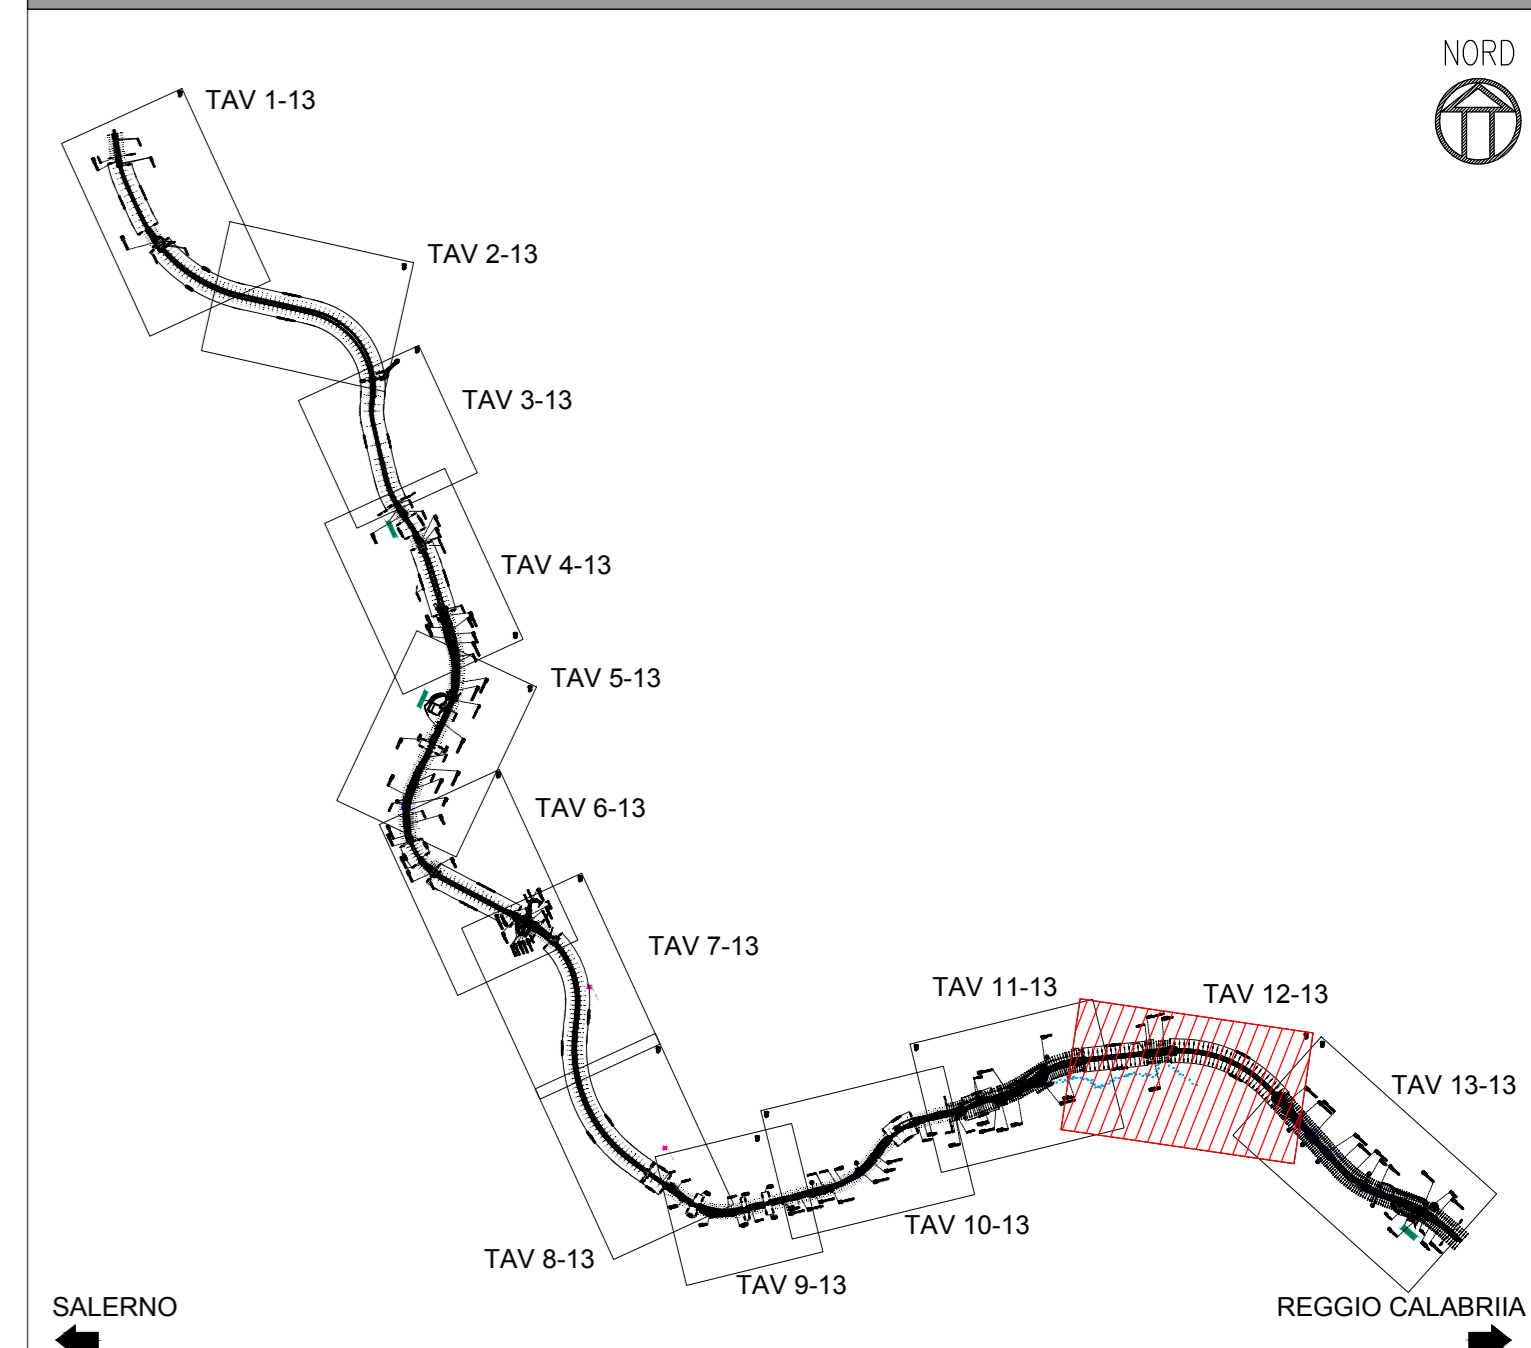 NORD
TAV 1-13
TAV 2-13
TAV 3-13
TAV 4-13
TAV 5-13
TAV 6-13
TAV 7-13
TAV 11-13
TAV 12-13
TAV 13-13
TAV 10-13
TAV 8-13
TAV 9-13
SALERNO
REGGIO CALABRIIA